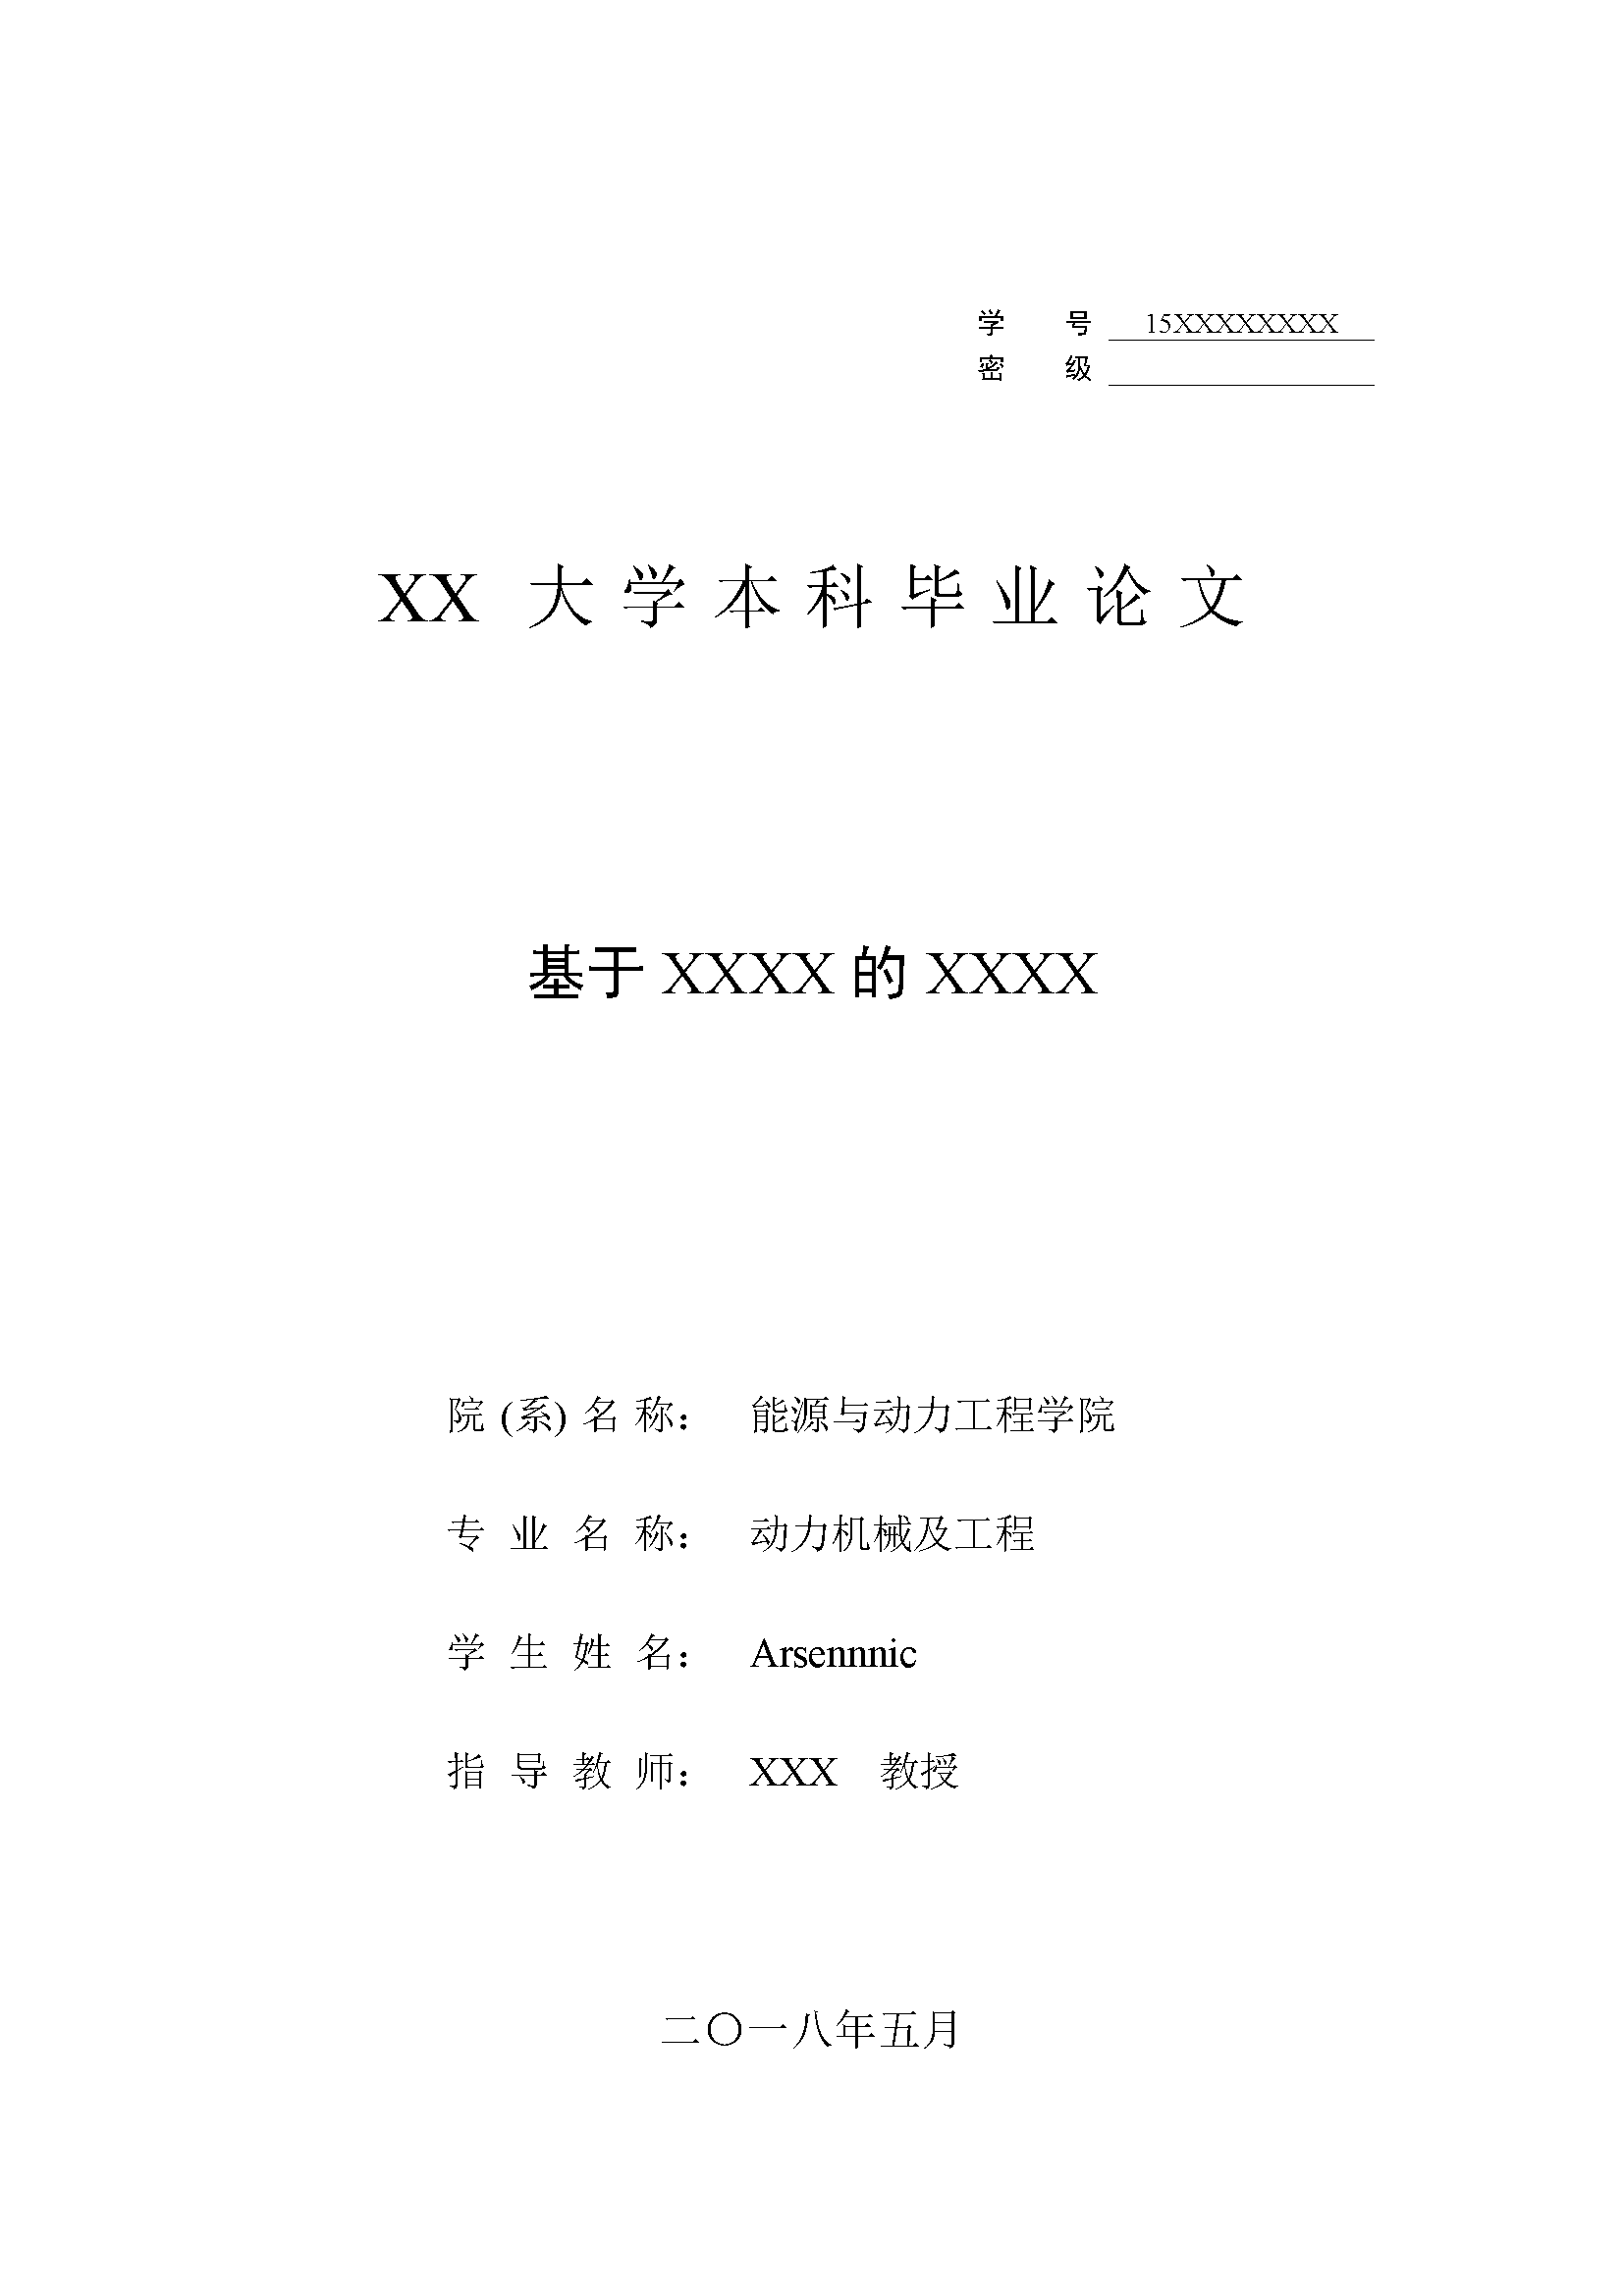 学 号 15XXXXXXXX
密 级
XX 大 学 本 科 毕 业 论 文
基于 XXXX 的 XXXX
院 (系) 名 称： 能源与动力工程学院
专 业 名 称： 动力机械及工程
学 生 姓 名： Arsennnic
指 导 教 师： XXX 教授
二〇一八年五月